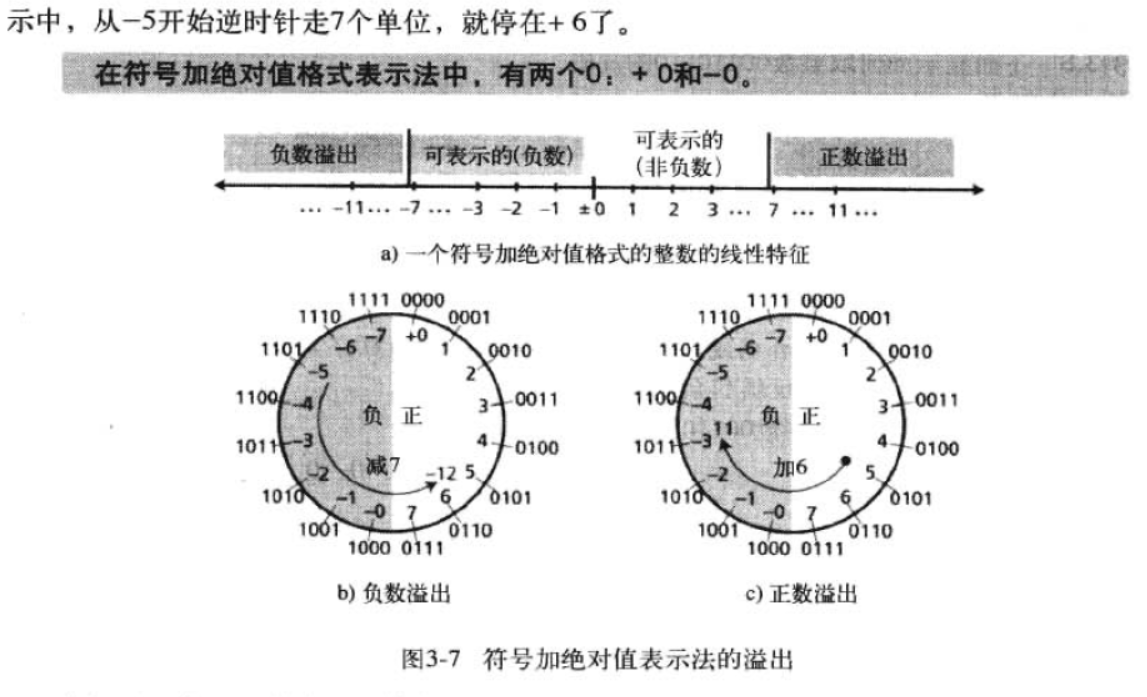 示中，从−5开始逆时针走7个单位，就停在+ 6了。
在符号加绝对值格式表示法中，有两个0：+ 0和−0。
负数溢出 可表示的(负数) 可表示的(非负数) 正数溢出
… −11… −7 … −3 −2 −1 ±0 1 2 3 … 7 … 11 …
a) 一个符号加绝对值格式的整数的线性特征
1111 0000
1110 0001
1101 0010
1100 0011
1011 0100
1010 0101
1001 0110
1000 0111
−7 +0
−6 1
−5 2
−4 3
−3 4
−2 5
−1 6
−0 7
负 正
减7
−12
b) 负数溢出
1111 0000
1110 0001
1101 0010
1100 0011
1011 0100
1010 0101
1001 0110
1000 0111
−7 +0
−6 1
−5 2
−4 3
−3 4
−2 5
−1 6
−0 7
负 正
11
加6
c) 正数溢出
图3-7 符号加绝对值表示法的溢出